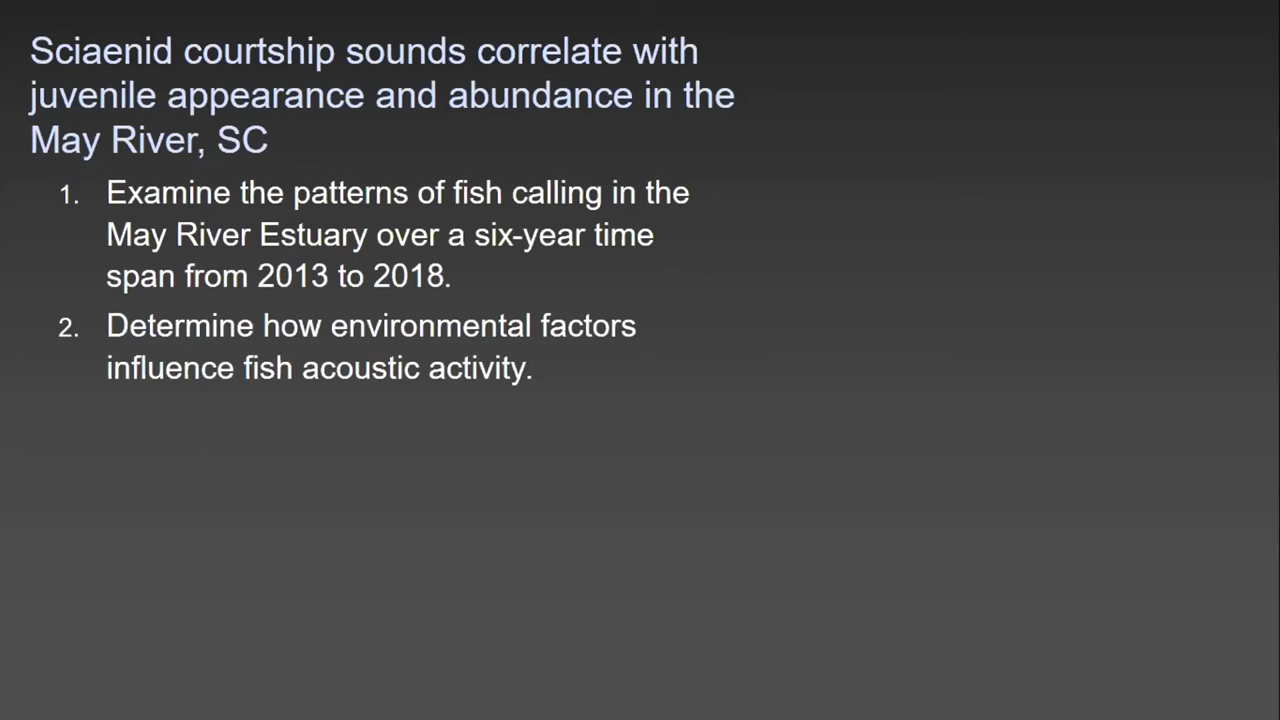 Sciaenid courtship sounds correlate with
juvenile appearance and abundance in the
May River, SC
1. Examine the patterns of fish calling in the
May River Estuary over a six-year time
span from 2013 to 2018.
2. Determine how environmental factors
influence fish acoustic activity.